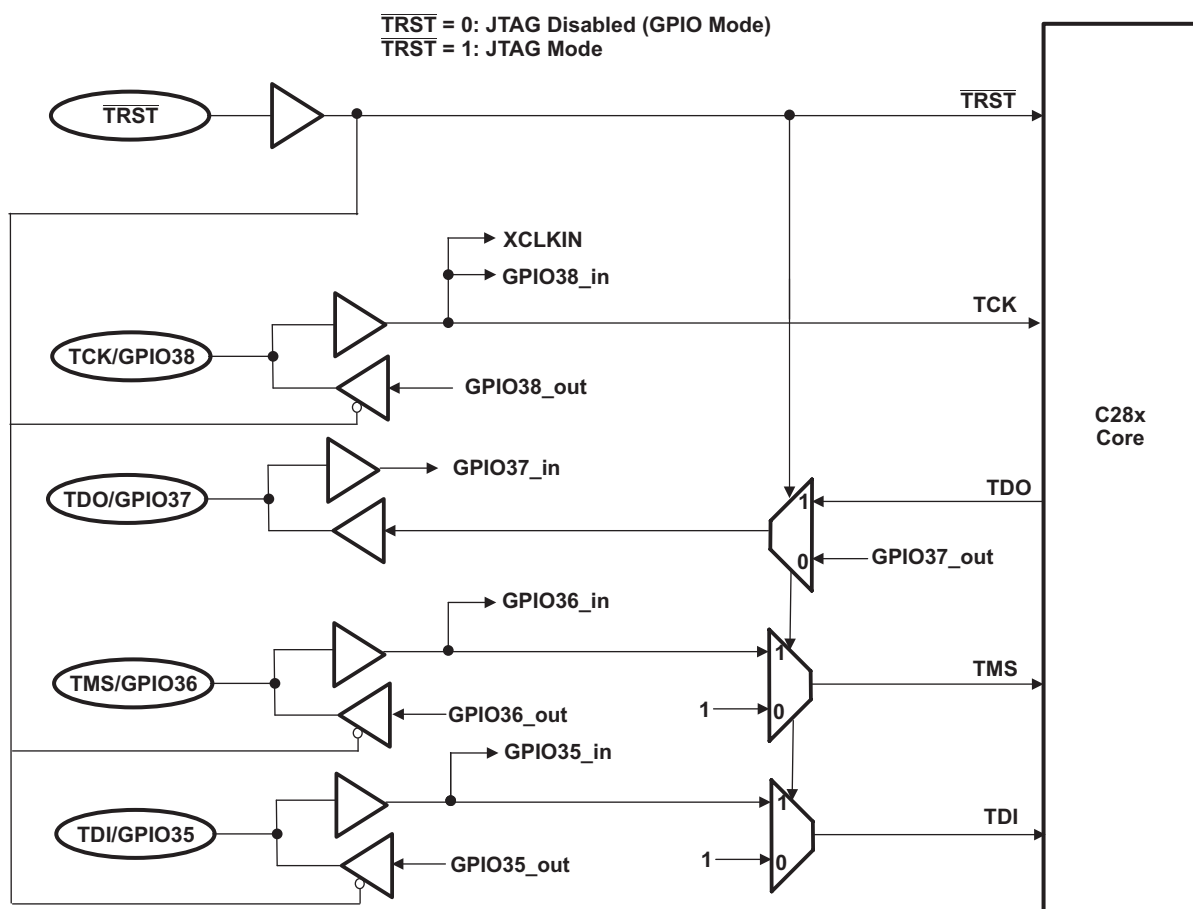 TRST = 0: JTAG Disabled (GPIO Mode)
TRST = 1: JTAG Mode
TRST
TRST
XCLKIN
GPIO38_in
TCK
TCK/GPIO38
GPIO38_out
C28x
Core
GPIO37_in
TDO/GPIO37
1
TDO
0
GPIO37_out
GPIO36_in
1
TMS/GPIO36
TMS
GPIO36_out
1
0
GPIO35_in
1
TDI/GPIO35
TDI
GPIO35_out
1
0